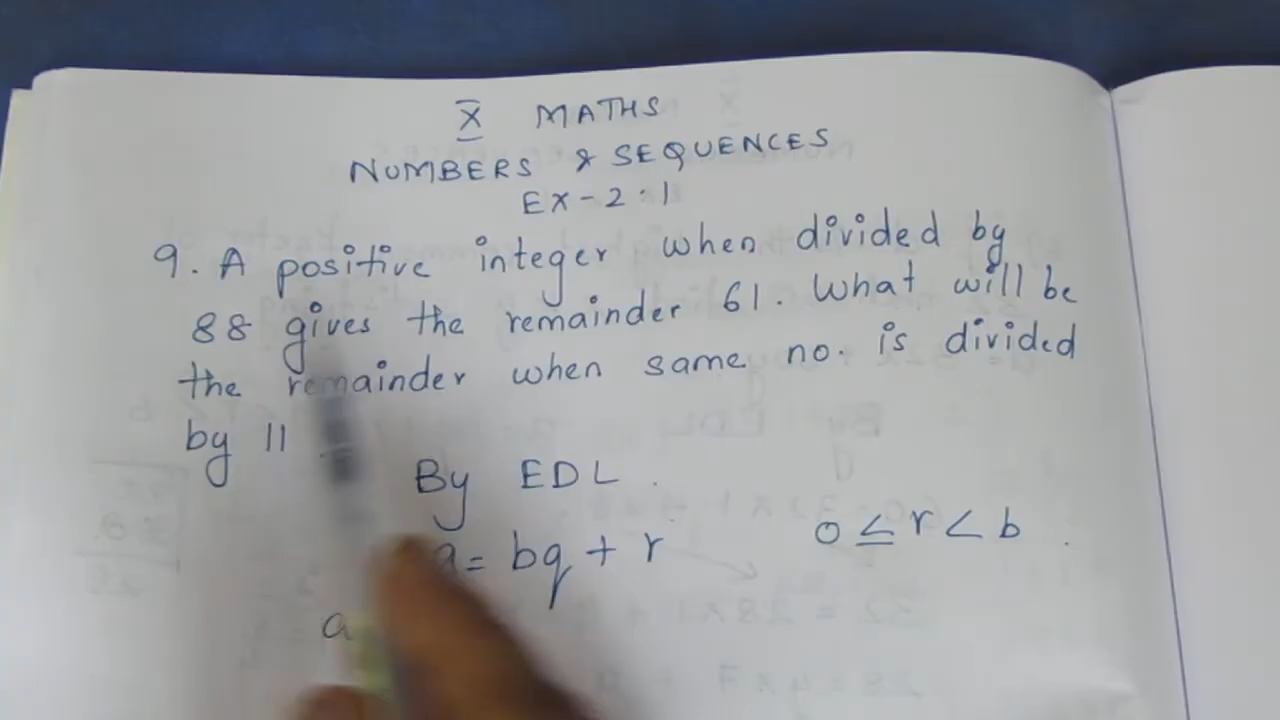 X MATHS
NUMBERS & SEQUENCES
EX-2.1
9. A positive integer when divided by
88 gives the remainder 61. What will be
the remainder when same no. is divided
by 11
By EDL.
a = bq + r 0 ≤ r < b.
a